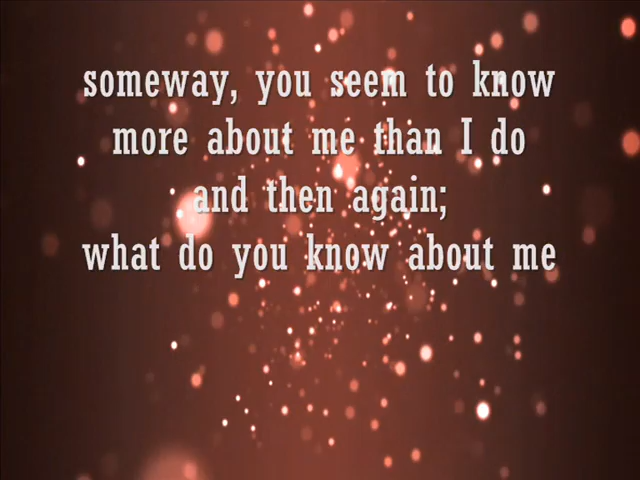 someway, you seem to know
more about me than I do
and then again;
what do you know about me